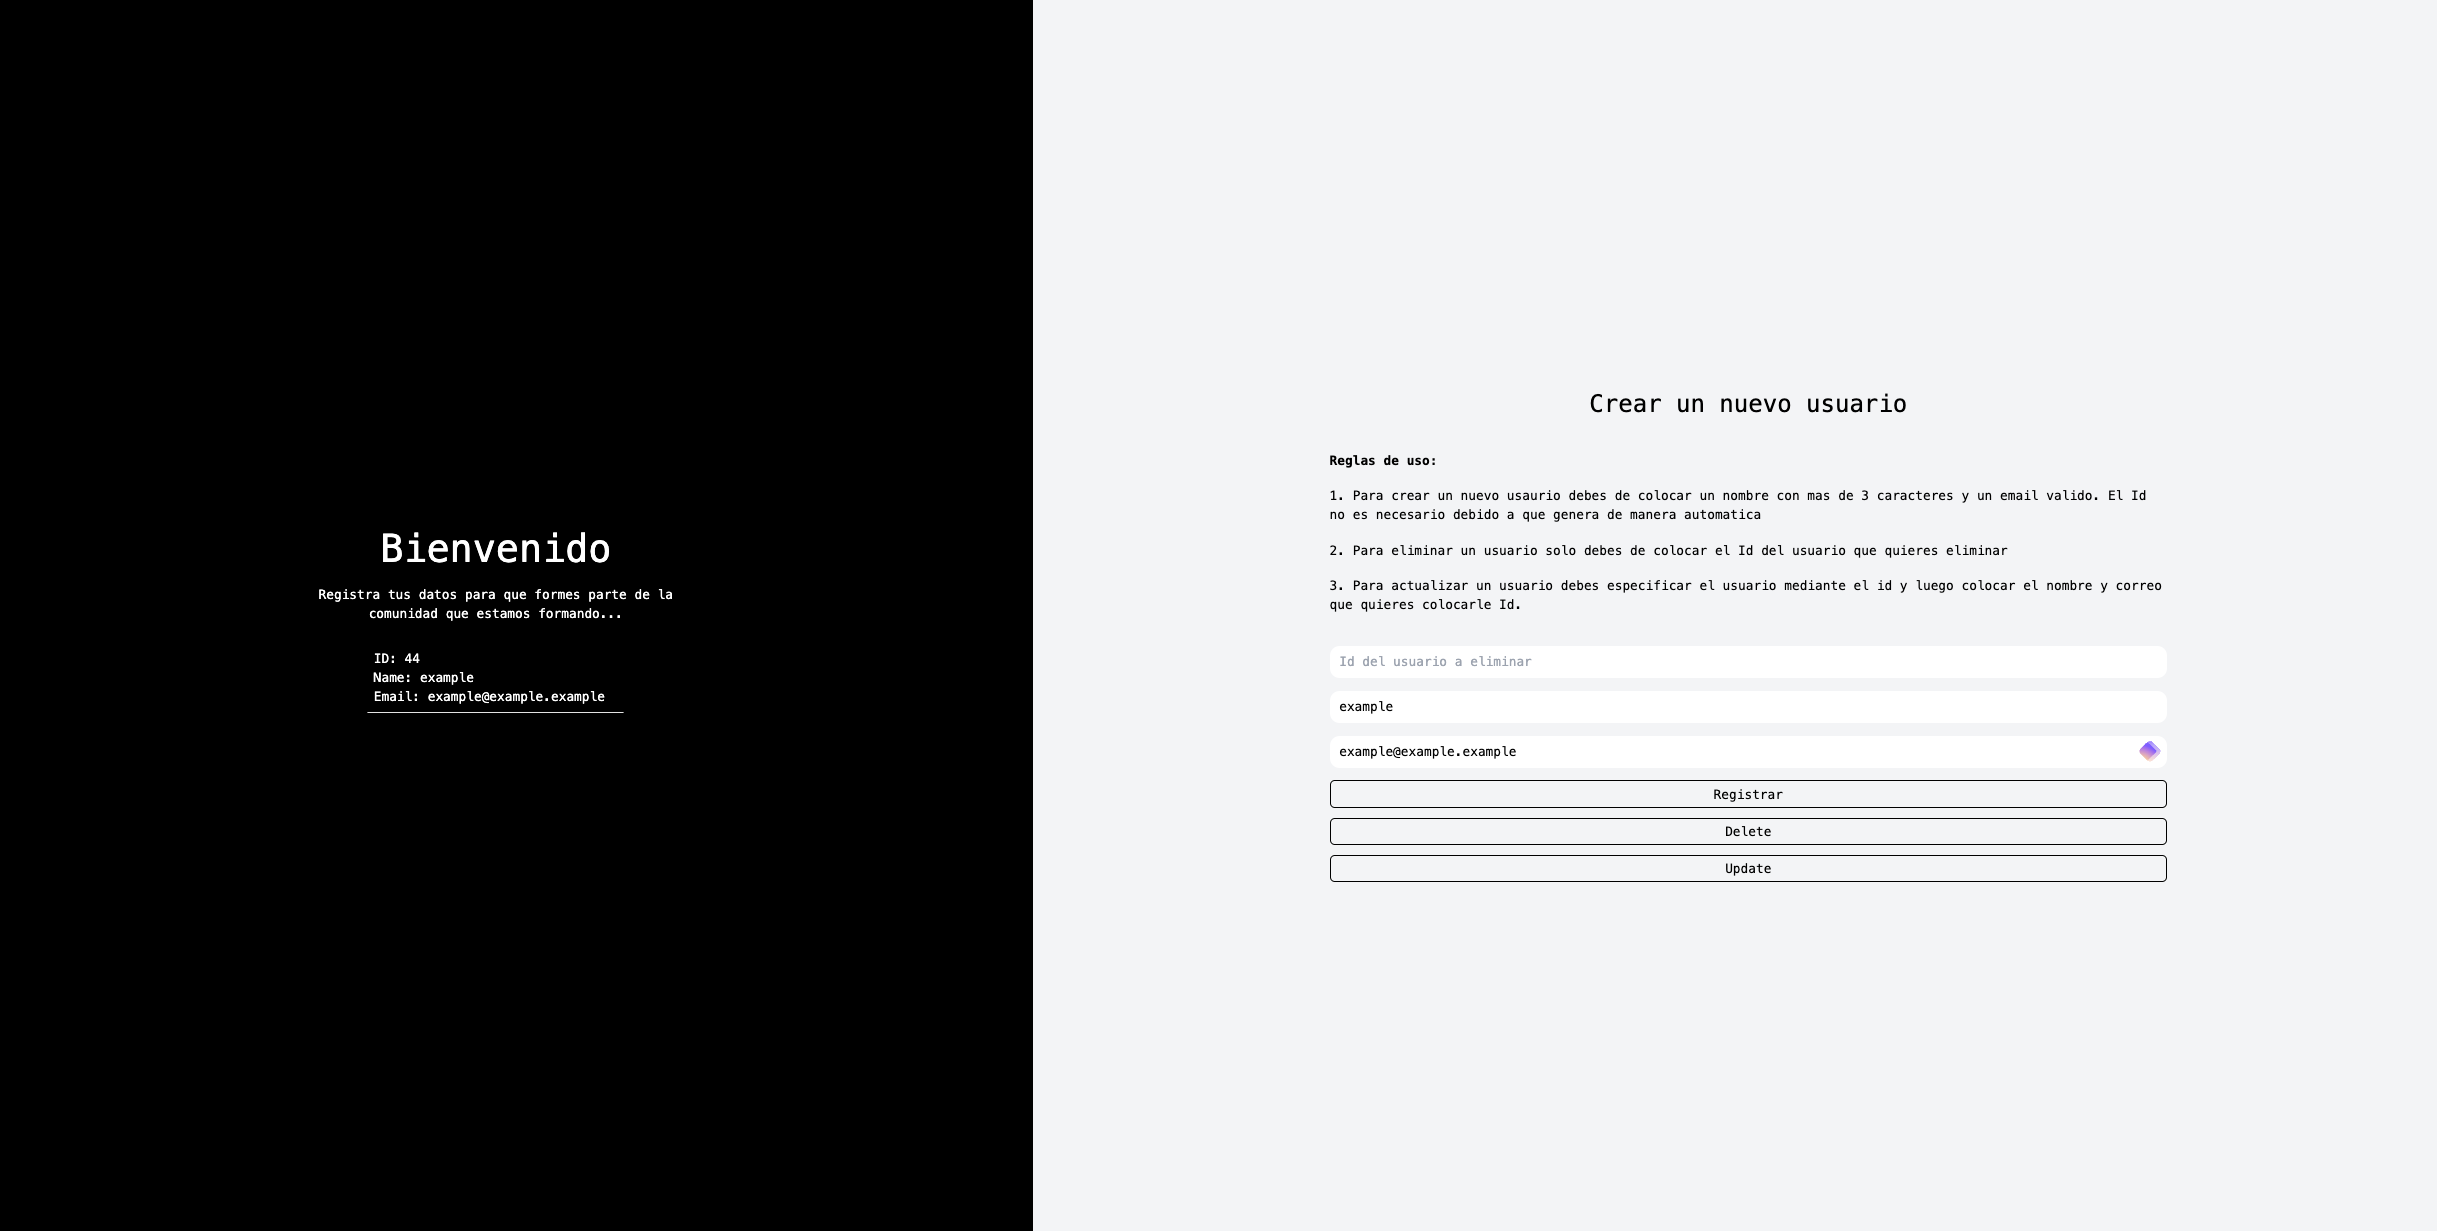 Bienvenido
Registra tus datos para que formes parte de la
comunidad que estamos formando...
ID: 44
Name: example
Email: example@example.example
Crear un nuevo usuario
Reglas de uso:
1. Para crear un nuevo usaurio debes de colocar un nombre con mas de 3 caracteres y un email valido. El Id
no es necesario debido a que genera de manera automatica
2. Para eliminar un usuario solo debes de colocar el Id del usuario que quieres eliminar
3. Para actualizar un usuario debes especificar el usuario mediante el id y luego colocar el nombre y correo
que quieres colocarle Id.
Id del usuario a eliminar
example
example@example.example
Registrar
Delete
Update